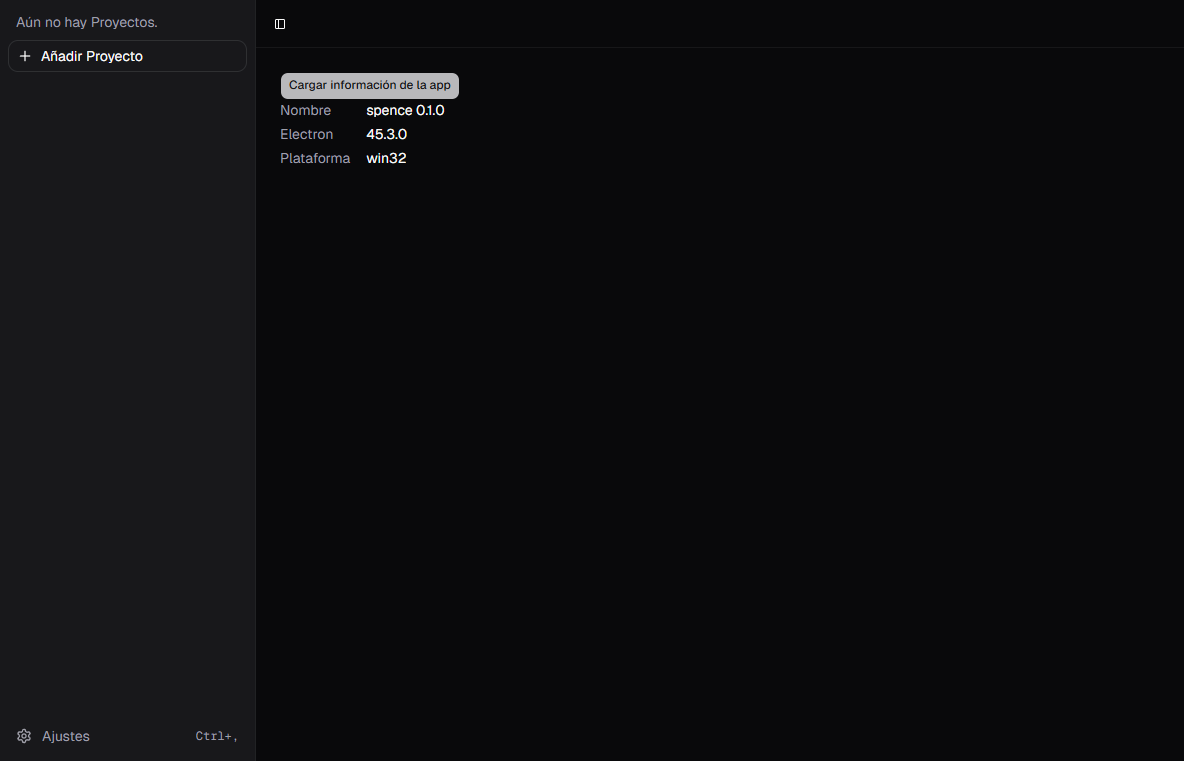 Aún no hay Proyectos.
Añadir Proyecto
Cargar información de la app
Nombre spence 0.1.0
Electron 45.3.0
Plataforma win32
Ajustes Ctrl+,